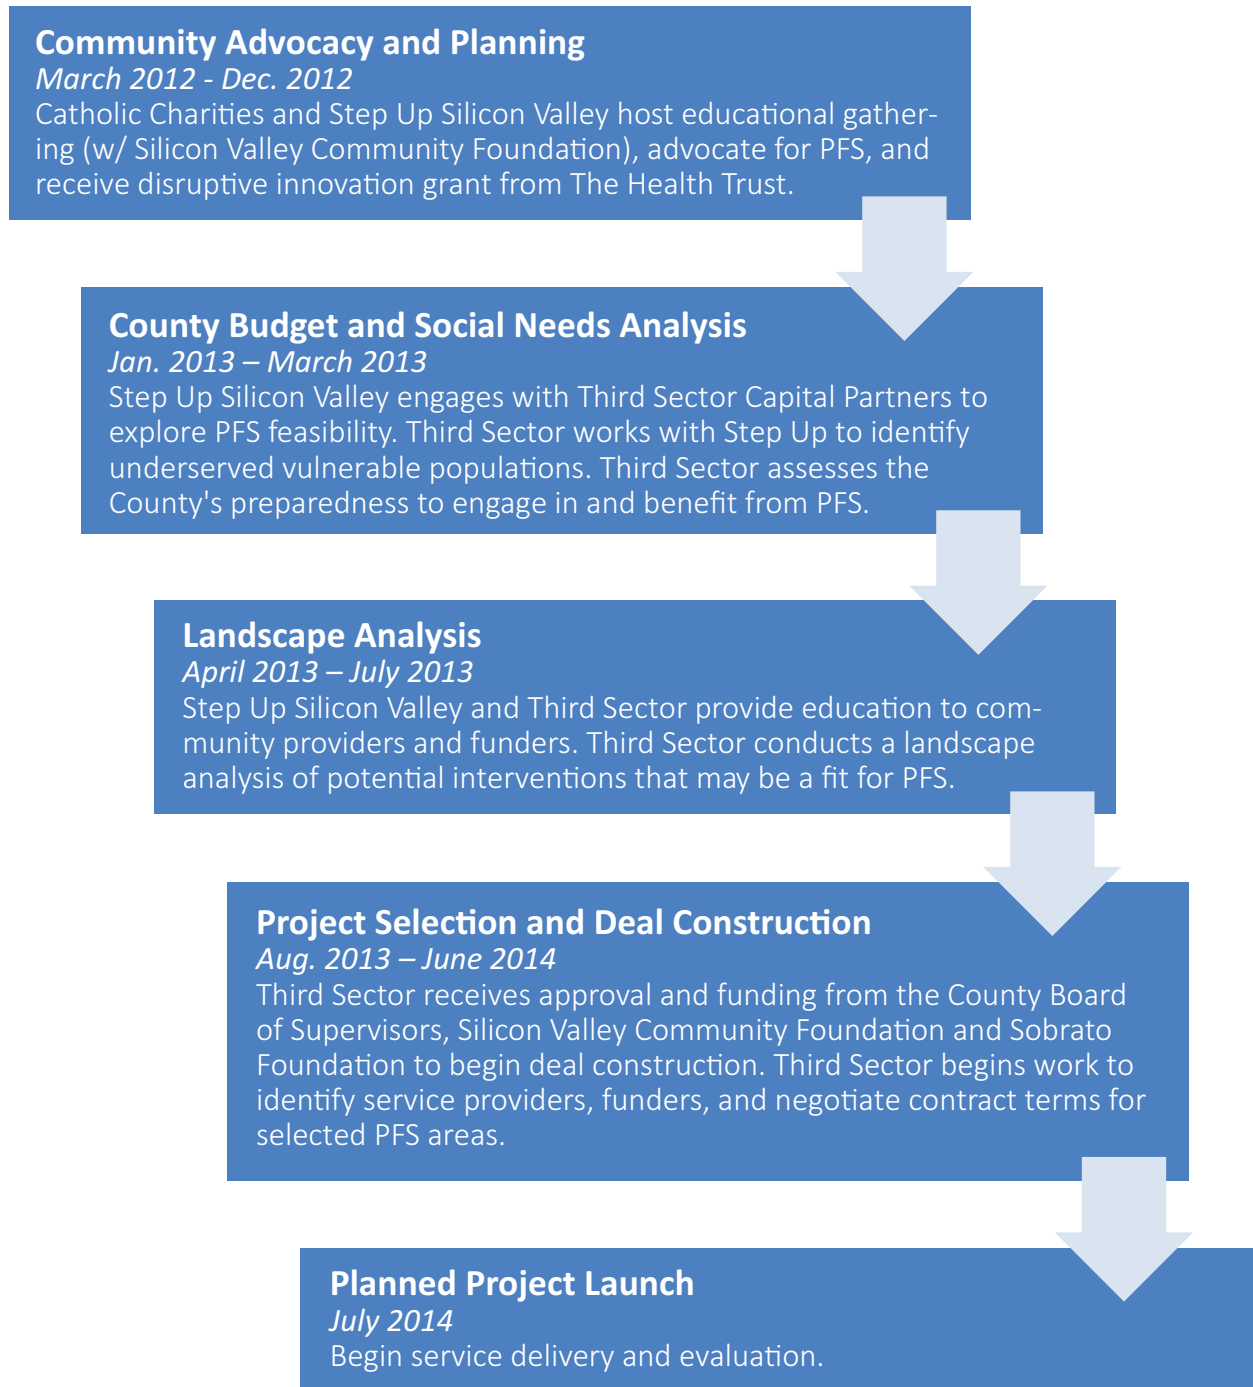 Community Advocacy and Planning
March 2012 - Dec. 2012
Catholic Charities and Step Up Silicon Valley host educational gather-
ing (w/ Silicon Valley Community Foundation), advocate for PFS, and
receive disruptive innovation grant from The Health Trust.
County Budget and Social Needs Analysis
Jan. 2013 – March 2013
Step Up Silicon Valley engages with Third Sector Capital Partners to
explore PFS feasibility. Third Sector works with Step Up to identify
underserved vulnerable populations. Third Sector assesses the
County's preparedness to engage in and benefit from PFS.
Landscape Analysis
April 2013 – July 2013
Step Up Silicon Valley and Third Sector provide education to com-
munity providers and funders. Third Sector conducts a landscape
analysis of potential interventions that may be a fit for PFS.
Project Selection and Deal Construction
Aug. 2013 – June 2014
Third Sector receives approval and funding from the County Board
of Supervisors, Silicon Valley Community Foundation and Sobrato
Foundation to begin deal construction. Third Sector begins work to
identify service providers, funders, and negotiate contract terms for
selected PFS areas.
Planned Project Launch
July 2014
Begin service delivery and evaluation.